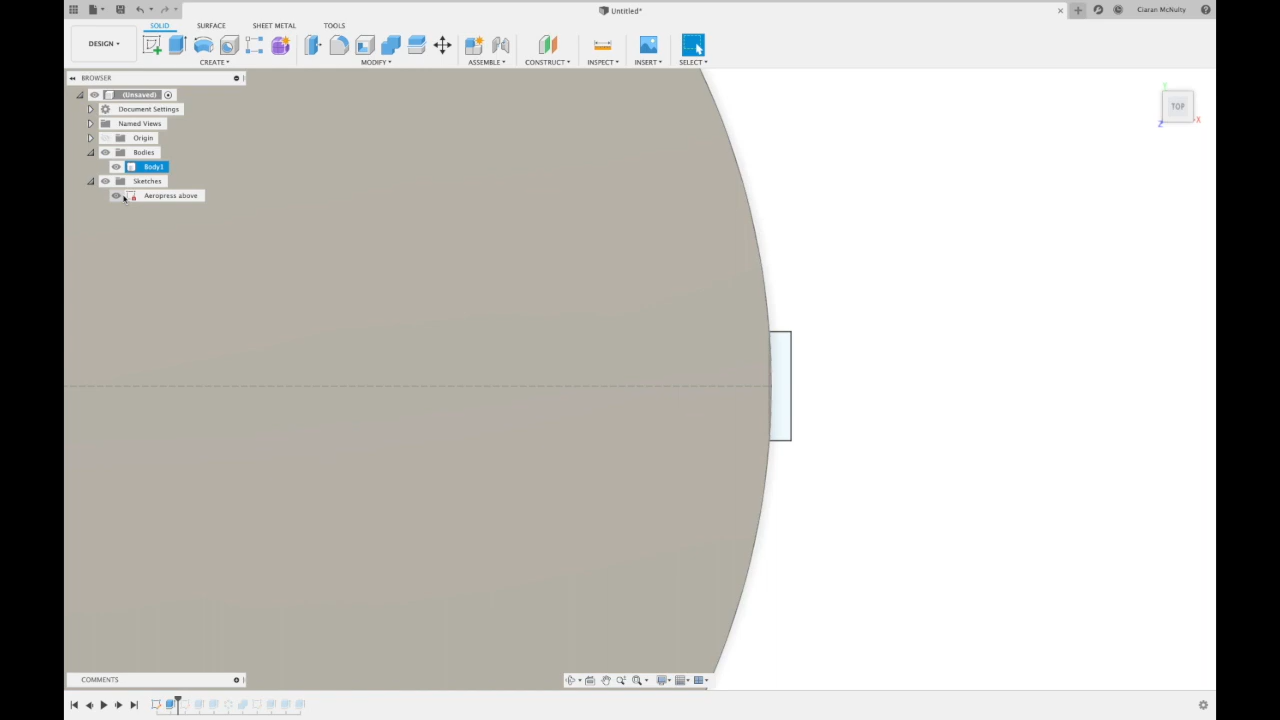 Untitled*
Ciaran McNulty
DESIGN
SOLID
SURFACE
SHEET METAL
TOOLS
CREATE
MODIFY
ASSEMBLE
CONSTRUCT
INSPECT
INSERT
SELECT
BROWSER
(Unsaved)
Document Settings
Named Views
Origin
Bodies
Body1
Sketches
Aeropress above
Y
TOP
X
Z
COMMENTS